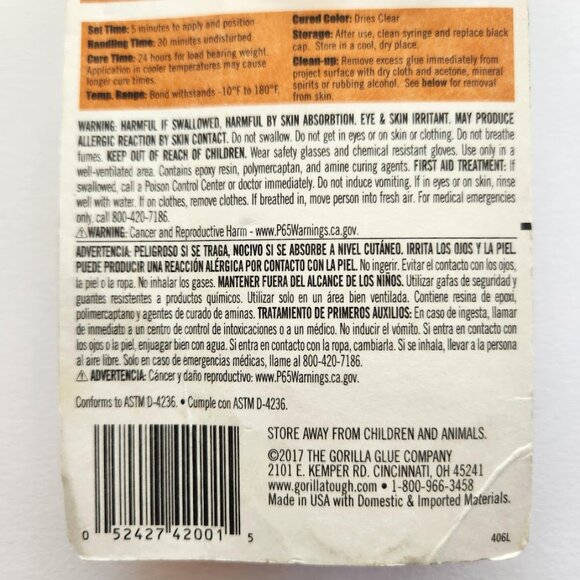 Set Time: 5 minutes to apply and position
Handling Time: 30 minutes undisturbed
Cure Time: 24 hours for load bearing weight.
Application in cooler temperatures may cause
longer cure times.
Temp. Range: Bond withstands -10°F to 180°F.
Cured Color: Dries Clear
Storage: After use, clean syringe and replace black
cap. Store in a cool, dry place.
Clean-up: Remove excess glue immediately from
project surface with dry cloth and acetone, mineral
spirits or rubbing alcohol. See below for removal
from skin.
WARNING: HARMFUL IF SWALLOWED, HARMFUL BY SKIN ABSORPTION. EYE & SKIN IRRITANT. MAY PRODUCE
ALLERGIC REACTION BY SKIN CONTACT. Do not swallow. Do not get in eyes or on skin or clothing. Do not breathe
fumes. KEEP OUT OF REACH OF CHILDREN. Wear safety glasses and chemical resistant gloves. Use only in a
well-ventilated area. Contains epoxy resin, polymercaptan, and amine curing agents. FIRST AID TREATMENT: If
swallowed, call a Poison Control Center or doctor immediately. Do not induce vomiting. If in eyes or on skin, rinse
well with water. If on clothes, remove clothes. If breathed in, move person into fresh air. For medical emergencies
only, call 800-420-7186.
⚠WARNING: Cancer and Reproductive Harm - www.P65Warnings.ca.gov.
ADVERTENCIA: PELIGROSO SI SE TRAGA, NOCIVO SI SE ABSORBE A NIVEL CUTÁNEO. IRRITA LOS OJOS Y LA PIEL.
PUEDE PRODUCIR UNA REACCIÓN ALÉRGICA POR CONTACTO CON LA PIEL. No ingerir. Evitar el contacto con los ojos,
la piel o la ropa. No inhalar los gases. MANTENER FUERA DEL ALCANCE DE LOS NIÑOS. Utilizar gafas de seguridad y
guantes resistentes a productos químicos. Utilizar solo en un área bien ventilada. Contiene resina de epoxi,
polimercaptano y agentes de curado de aminas. TRATAMIENTO DE PRIMEROS AUXILIOS: En caso de ingesta, llamar
de inmediato a un centro de control de intoxicaciones o a un médico. No inducir el vómito. Si entra en contacto con
los ojos o la piel, enjuagar bien con agua. Si entra en contacto con la ropa, cambiarla. Si se inhala, llevar a la persona
al aire libre. Solo en caso de emergencias médicas, llame al 800-420-7186.
⚠ ADVERTENCIA: Cáncer y daño reproductivo: www.P65Warnings.ca.gov.
Conforms to ASTM D-4236. • Cumple con ASTM D-4236.
STORE AWAY FROM CHILDREN AND ANIMALS.
©2017 THE GORILLA GLUE COMPANY
2101 E. KEMPER RD. CINCINNATI, OH 45241
www.gorillatough.com • 1-800-966-3458
Made in USA with Domestic & Imported Materials.
0 52427 42001 5
406L